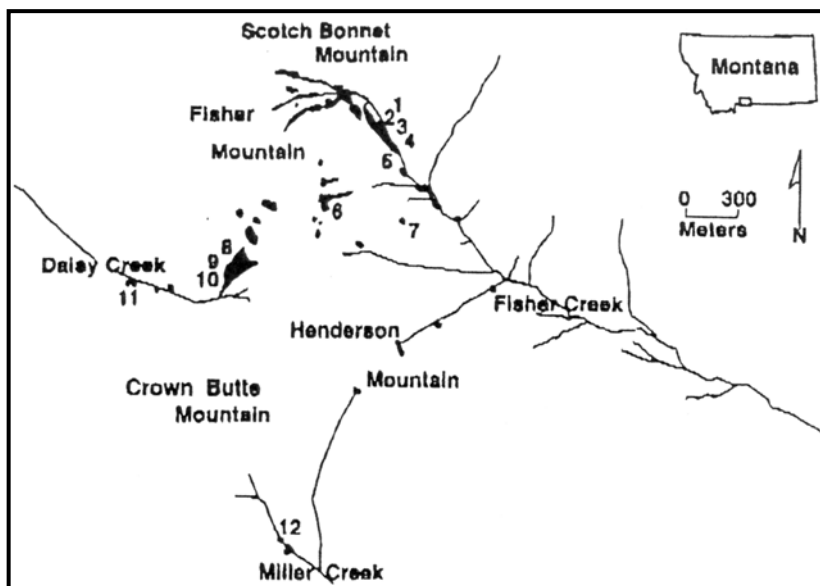 Scotch Bonnet
Mountain
Montana
Fisher
Mountain
1
2
3
4
5
6
7
0 300
Meters
N
8
9
10
Daisy Creek
11
Fisher Creek
Henderson
Mountain
Crown Butte
Mountain
12
Miller Creek